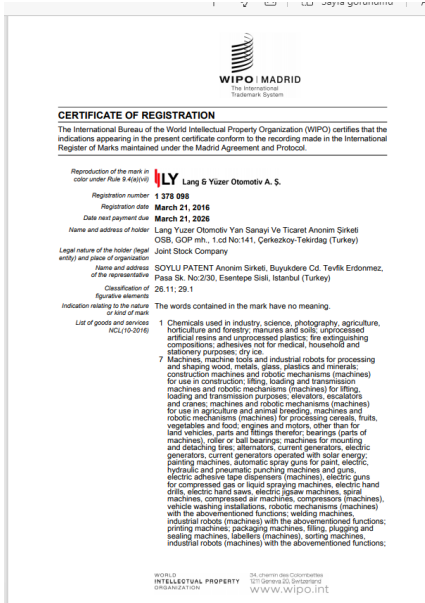 Sayfa görünümü
WIPO | MADRID
The International
Trademark System
CERTIFICATE OF REGISTRATION
The International Bureau of the World Intellectual Property Organization (WIPO) certifies that the
indications appearing in the present certificate conform to the recording made in the International
Register of Marks maintained under the Madrid Agreement and Protocol.
Reproduction of the mark in
color under Rule 9.4(a)(vii)
LY Lang & Yüzer Otomotiv A. Ş.
Registration number 1 378 098
Registration date March 21, 2016
Date next payment due March 21, 2026
Name and address of holder Lang Yuzer Otomotiv Yan Sanayi Ve Ticaret Anonim Şirketi
OSB, GOP mh., 1.cd No:141, Çerkezkoy-Tekirdag (Turkey)
Legal nature of the holder (legal
entity) and place of organization
Joint Stock Company
Name and address
of the representative
SOYLU PATENT Anonim Sirketi, Buyukdere Cd. Tevfik Erdonmez,
Pasa Sk. No:2/30, Esentepe Sisli, Istanbul (Turkey)
Classification of
figurative elements
26.11; 29.1
Indication relating to the nature
or kind of mark
The words contained in the mark have no meaning.
List of goods and services
NCL(10-2016)
1 Chemicals used in industry, science, photography, agriculture,
horticulture and forestry; manures and soils; unprocessed
artificial resins and unprocessed plastics; fire extinguishing
compositions; adhesives not for medical, household and
stationery purposes; dry ice.
7 Machines, machine tools and industrial robots for processing
and shaping wood, metals, glass, plastics and minerals;
construction machines and robotic mechanisms (machines)
for use in construction; lifting, loading and transmission
machines and robotic mechanisms (machines) for lifting,
loading and transmission purposes; elevators, escalators
and cranes; machines and robotic mechanisms (machines)
for use in agriculture and animal breeding, machines and
robotic mechanisms (machines) for processing cereals, fruits,
vegetables and food; engines and motors, other than for
land vehicles, parts and fittings therefor; bearings (parts of
machines), roller or ball bearings; machines for mounting
and detaching tires; alternators, current generators, electric
generators, current generators operated with solar energy;
painting machines, automatic spray guns for paint, electric,
hydraulic and pneumatic punching machines and guns,
electric adhesive tape dispensers (machines), electric guns
for compressed gas or liquid spraying machines, electric hand
drills, electric hand saws, electric jigsaw machines, spiral
machines, compressed air machines, compressors (machines),
vehicle washing installations, robotic mechanisms (machines)
with the abovementioned functions; welding machines,
industrial robots (machines) with the abovementioned functions;
printing machines; packaging machines, filling, plugging and
sealing machines, labellers (machines), sorting machines,
industrial robots (machines) with the abovementioned functions;
WORLD
INTELLECTUAL PROPERTY
ORGANIZATION
34, chemin des Colombettes
1211 Geneva 20, Switzerland
www.wipo.int